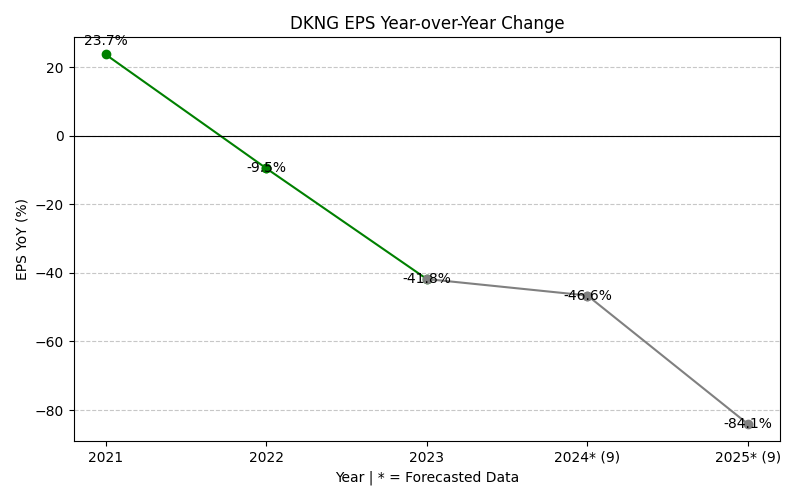 DKNG EPS Year-over-Year Change
23.7%
20
0
-9.5%
−20
EPS YoY (%)
−40
-41.8%
-46.6%
−60
−80
-84.1%
2021 2022 2023 2024* (9) 2025* (9)
Year | * = Forecasted Data